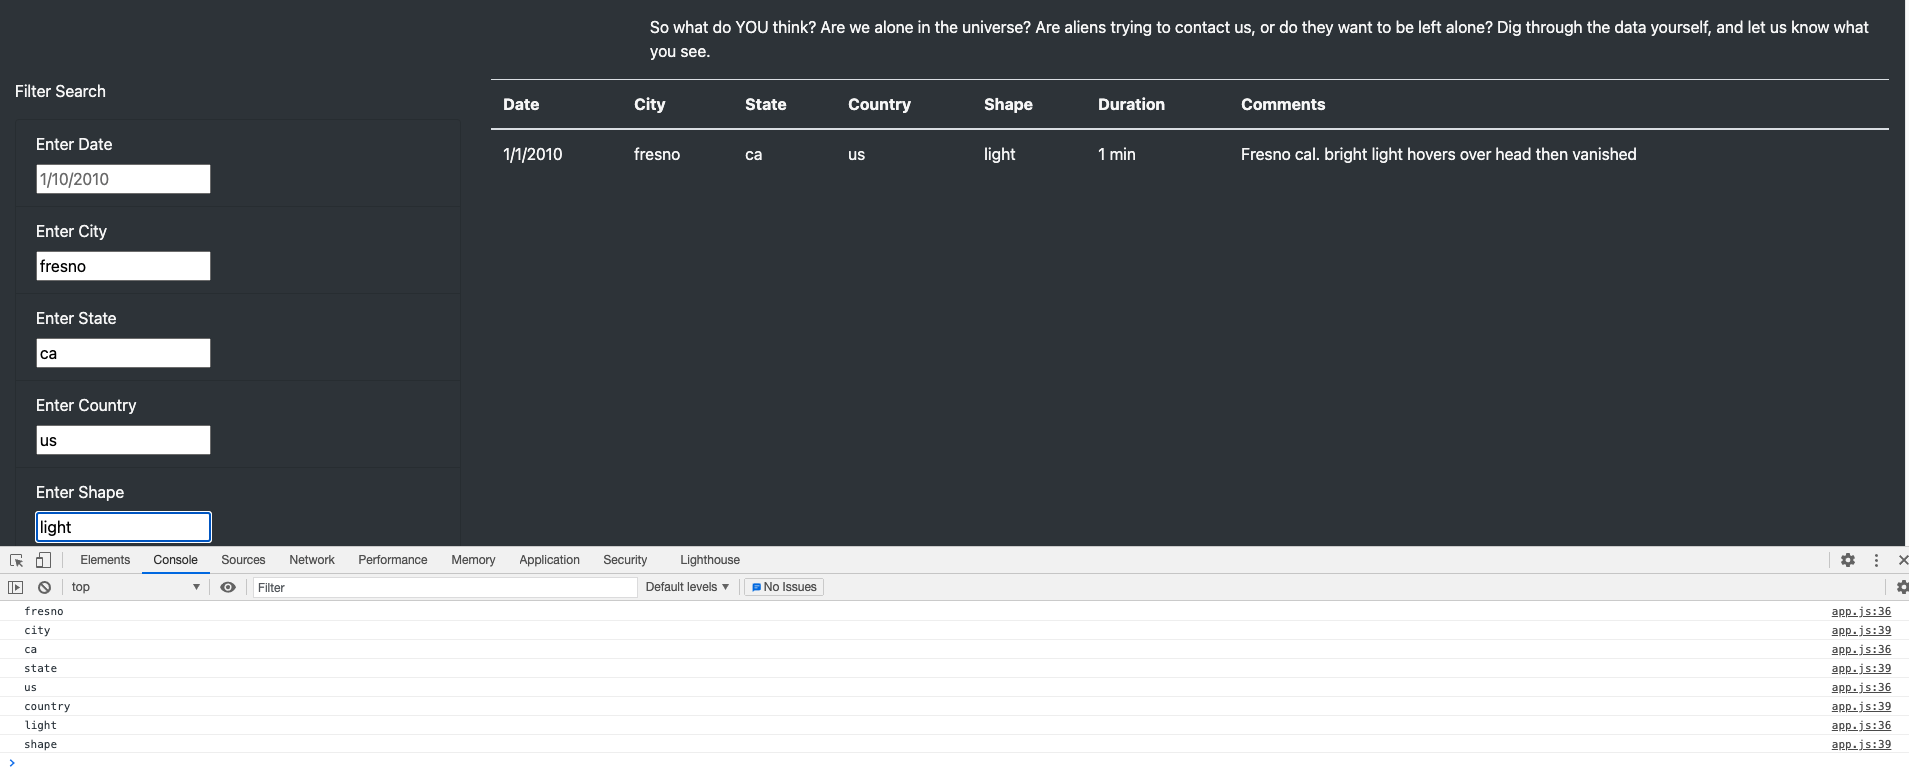 So what do YOU think? Are we alone in the universe? Are aliens trying to contact us, or do they want to be left alone? Dig through the data yourself, and let us know what
you see.
Filter Search
Enter Date
1/10/2010
Enter City
fresno
Enter State
ca
Enter Country
us
Enter Shape
light
Date City State Country Shape Duration Comments
1/1/2010 fresno ca us light 1 min Fresno cal. bright light hovers over head then vanished
Elements Console Sources Network Performance Memory Application Security Lighthouse
top Filter Default levels No Issues
fresno app.js:36
city app.js:39
ca app.js:36
state app.js:39
us app.js:36
country app.js:39
light app.js:36
shape app.js:39